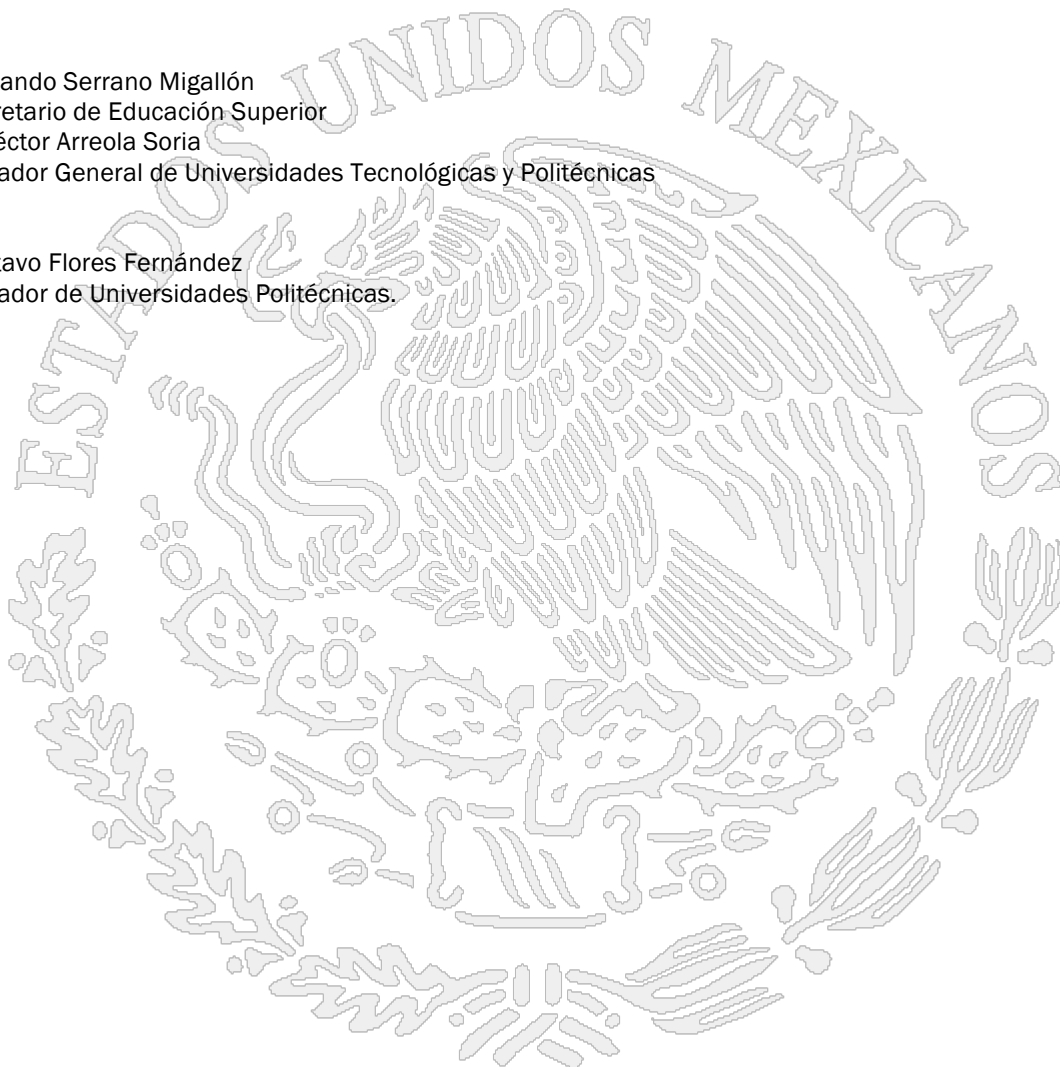 ando Serrano Migallón
retario de Educación Superior
éctor Arreola Soria
ador General de Universidades Tecnológicas y Politécnicas
avo Flores Fernández
ador de Universidades Politécnicas.
ESTADOS UNIDOS MEXICANOS